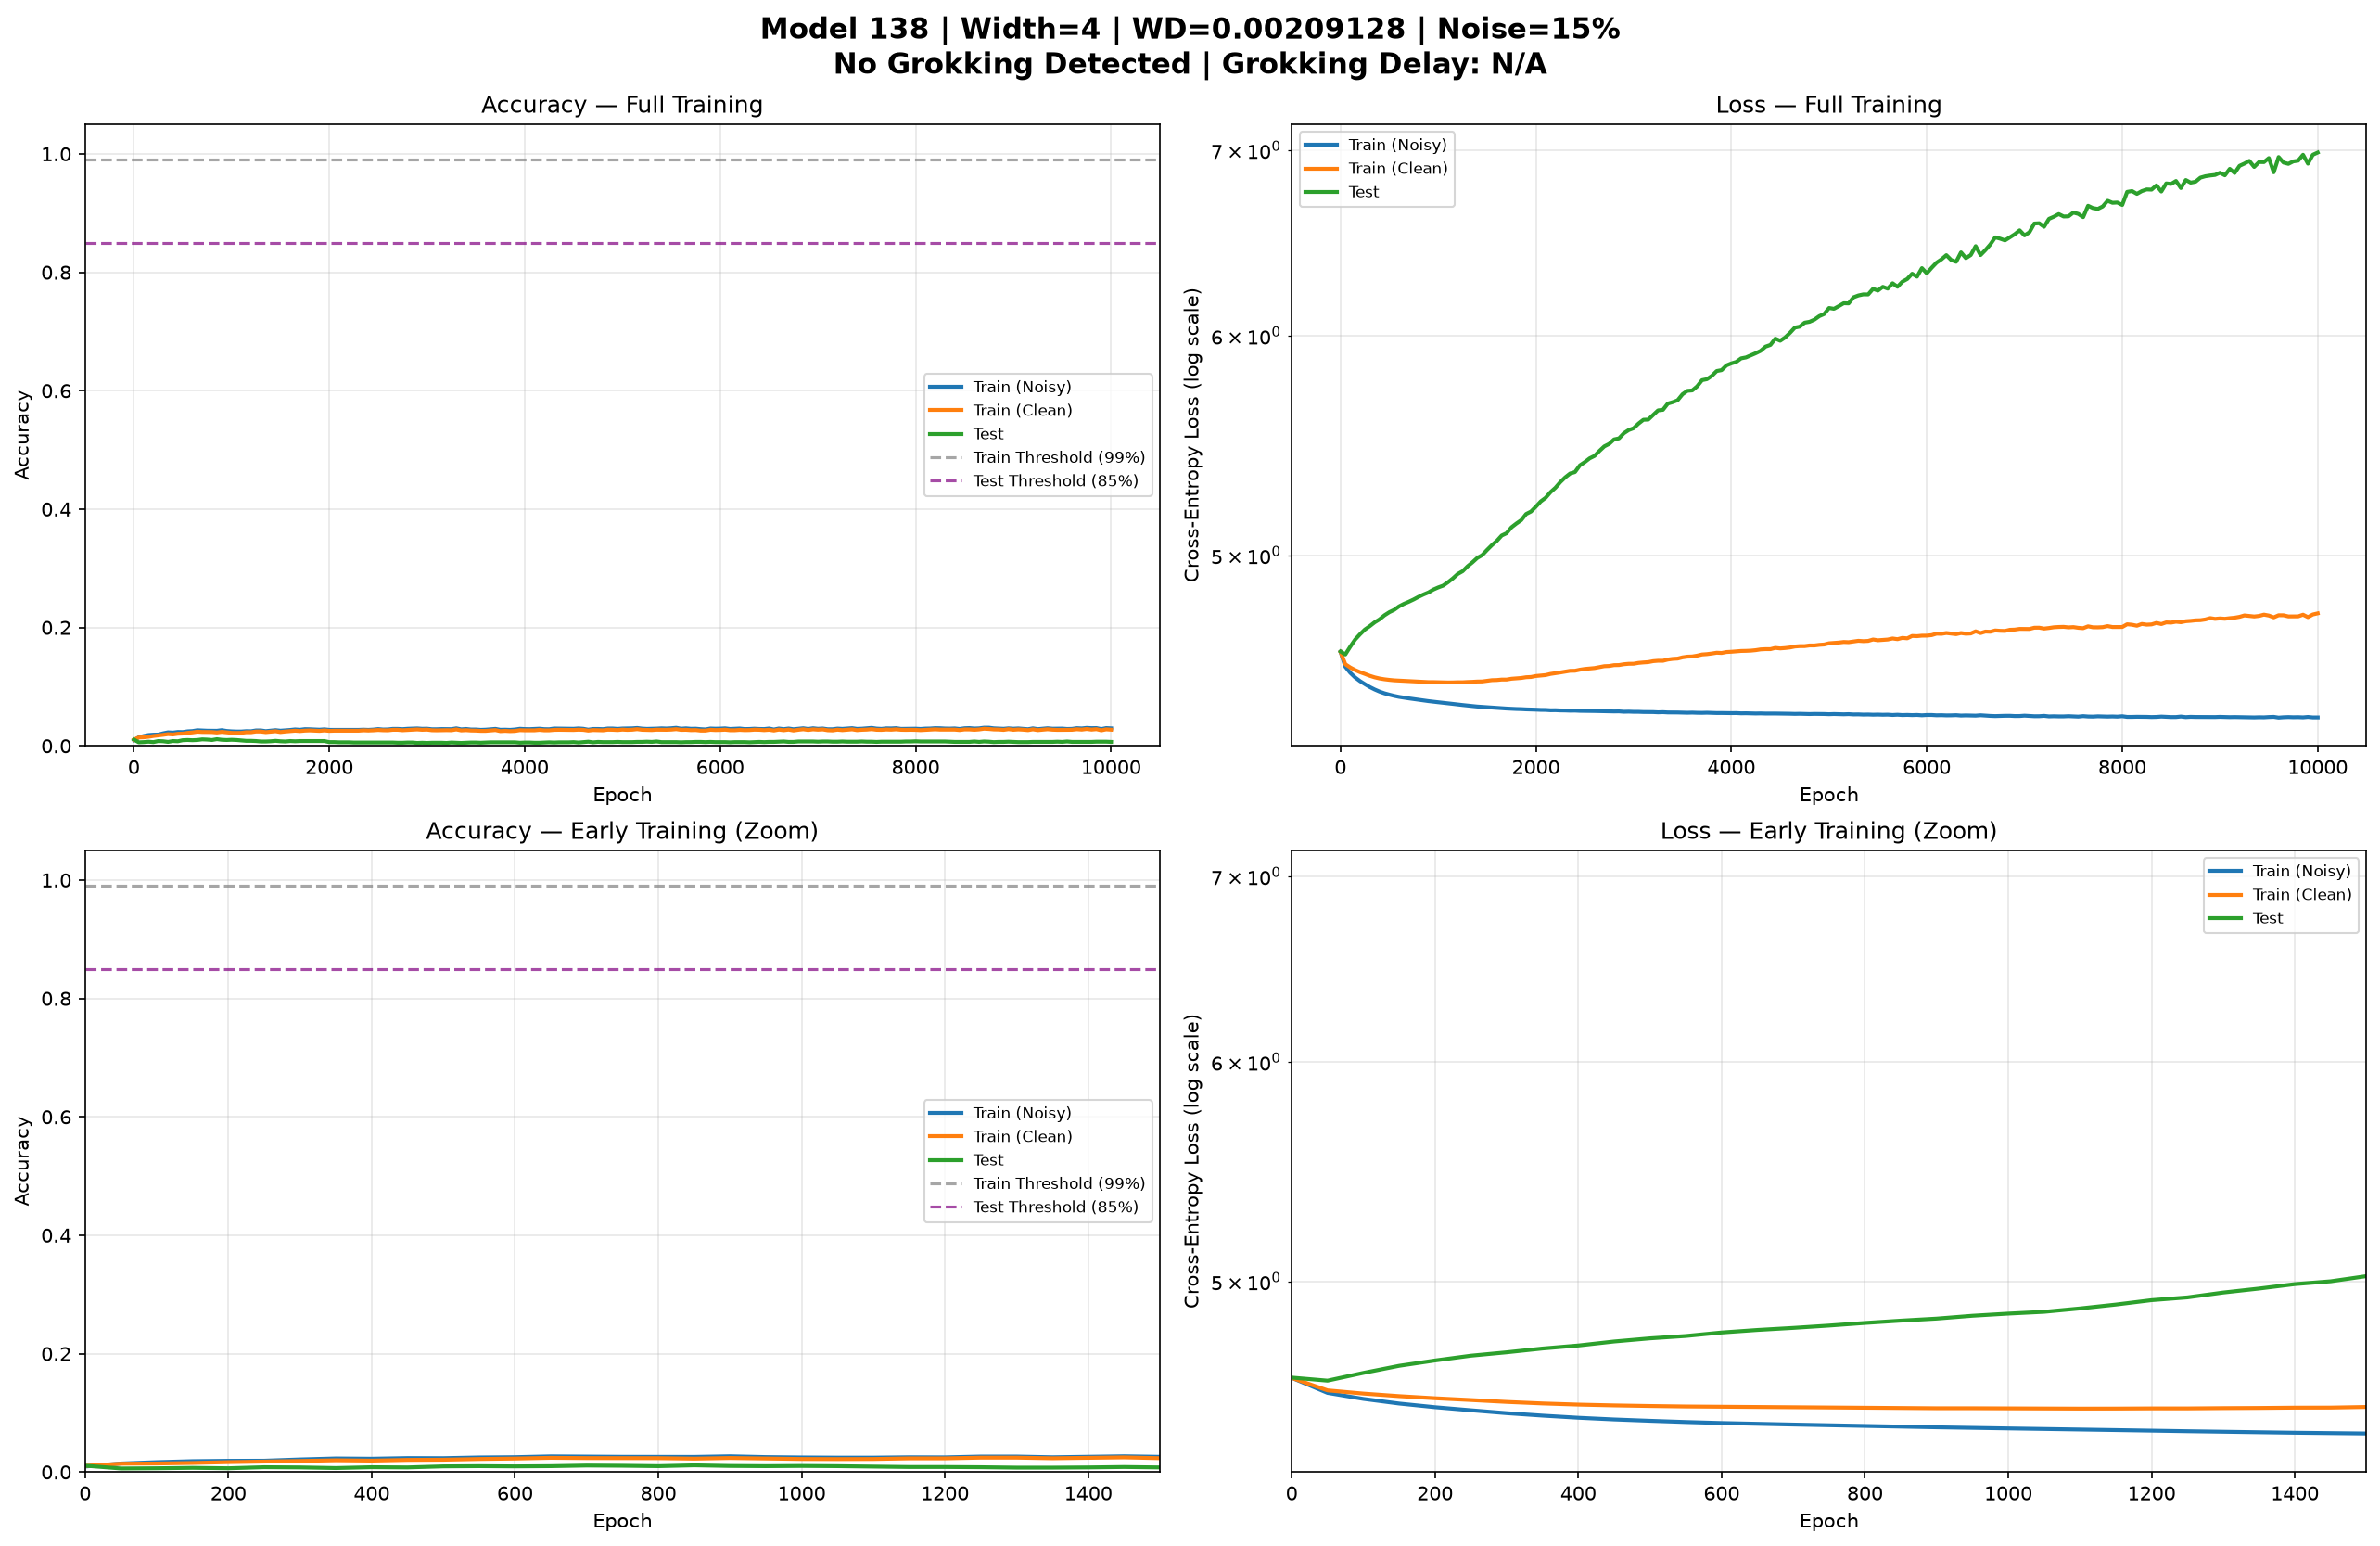 Model 138 | Width=4 | WD=0.00209128 | Noise=15%
No Grokking Detected | Grokking Delay: N/A
Accuracy — Full Training
Accuracy
1.0
0.8
0.6
0.4
0.2
0.0
Train (Noisy)
Train (Clean)
Test
Train Threshold (99%)
Test Threshold (85%)
0 2000 4000 6000 8000 10000
Epoch
Loss — Full Training
Cross-Entropy Loss (log scale)
7 × 10⁰
6 × 10⁰
5 × 10⁰
Train (Noisy)
Train (Clean)
Test
0 2000 4000 6000 8000 10000
Epoch
Accuracy — Early Training (Zoom)
Accuracy
1.0
0.8
0.6
0.4
0.2
0.0
Train (Noisy)
Train (Clean)
Test
Train Threshold (99%)
Test Threshold (85%)
0 200 400 600 800 1000 1200 1400
Epoch
Loss — Early Training (Zoom)
Cross-Entropy Loss (log scale)
7 × 10⁰
6 × 10⁰
5 × 10⁰
Train (Noisy)
Train (Clean)
Test
0 200 400 600 800 1000 1200 1400
Epoch